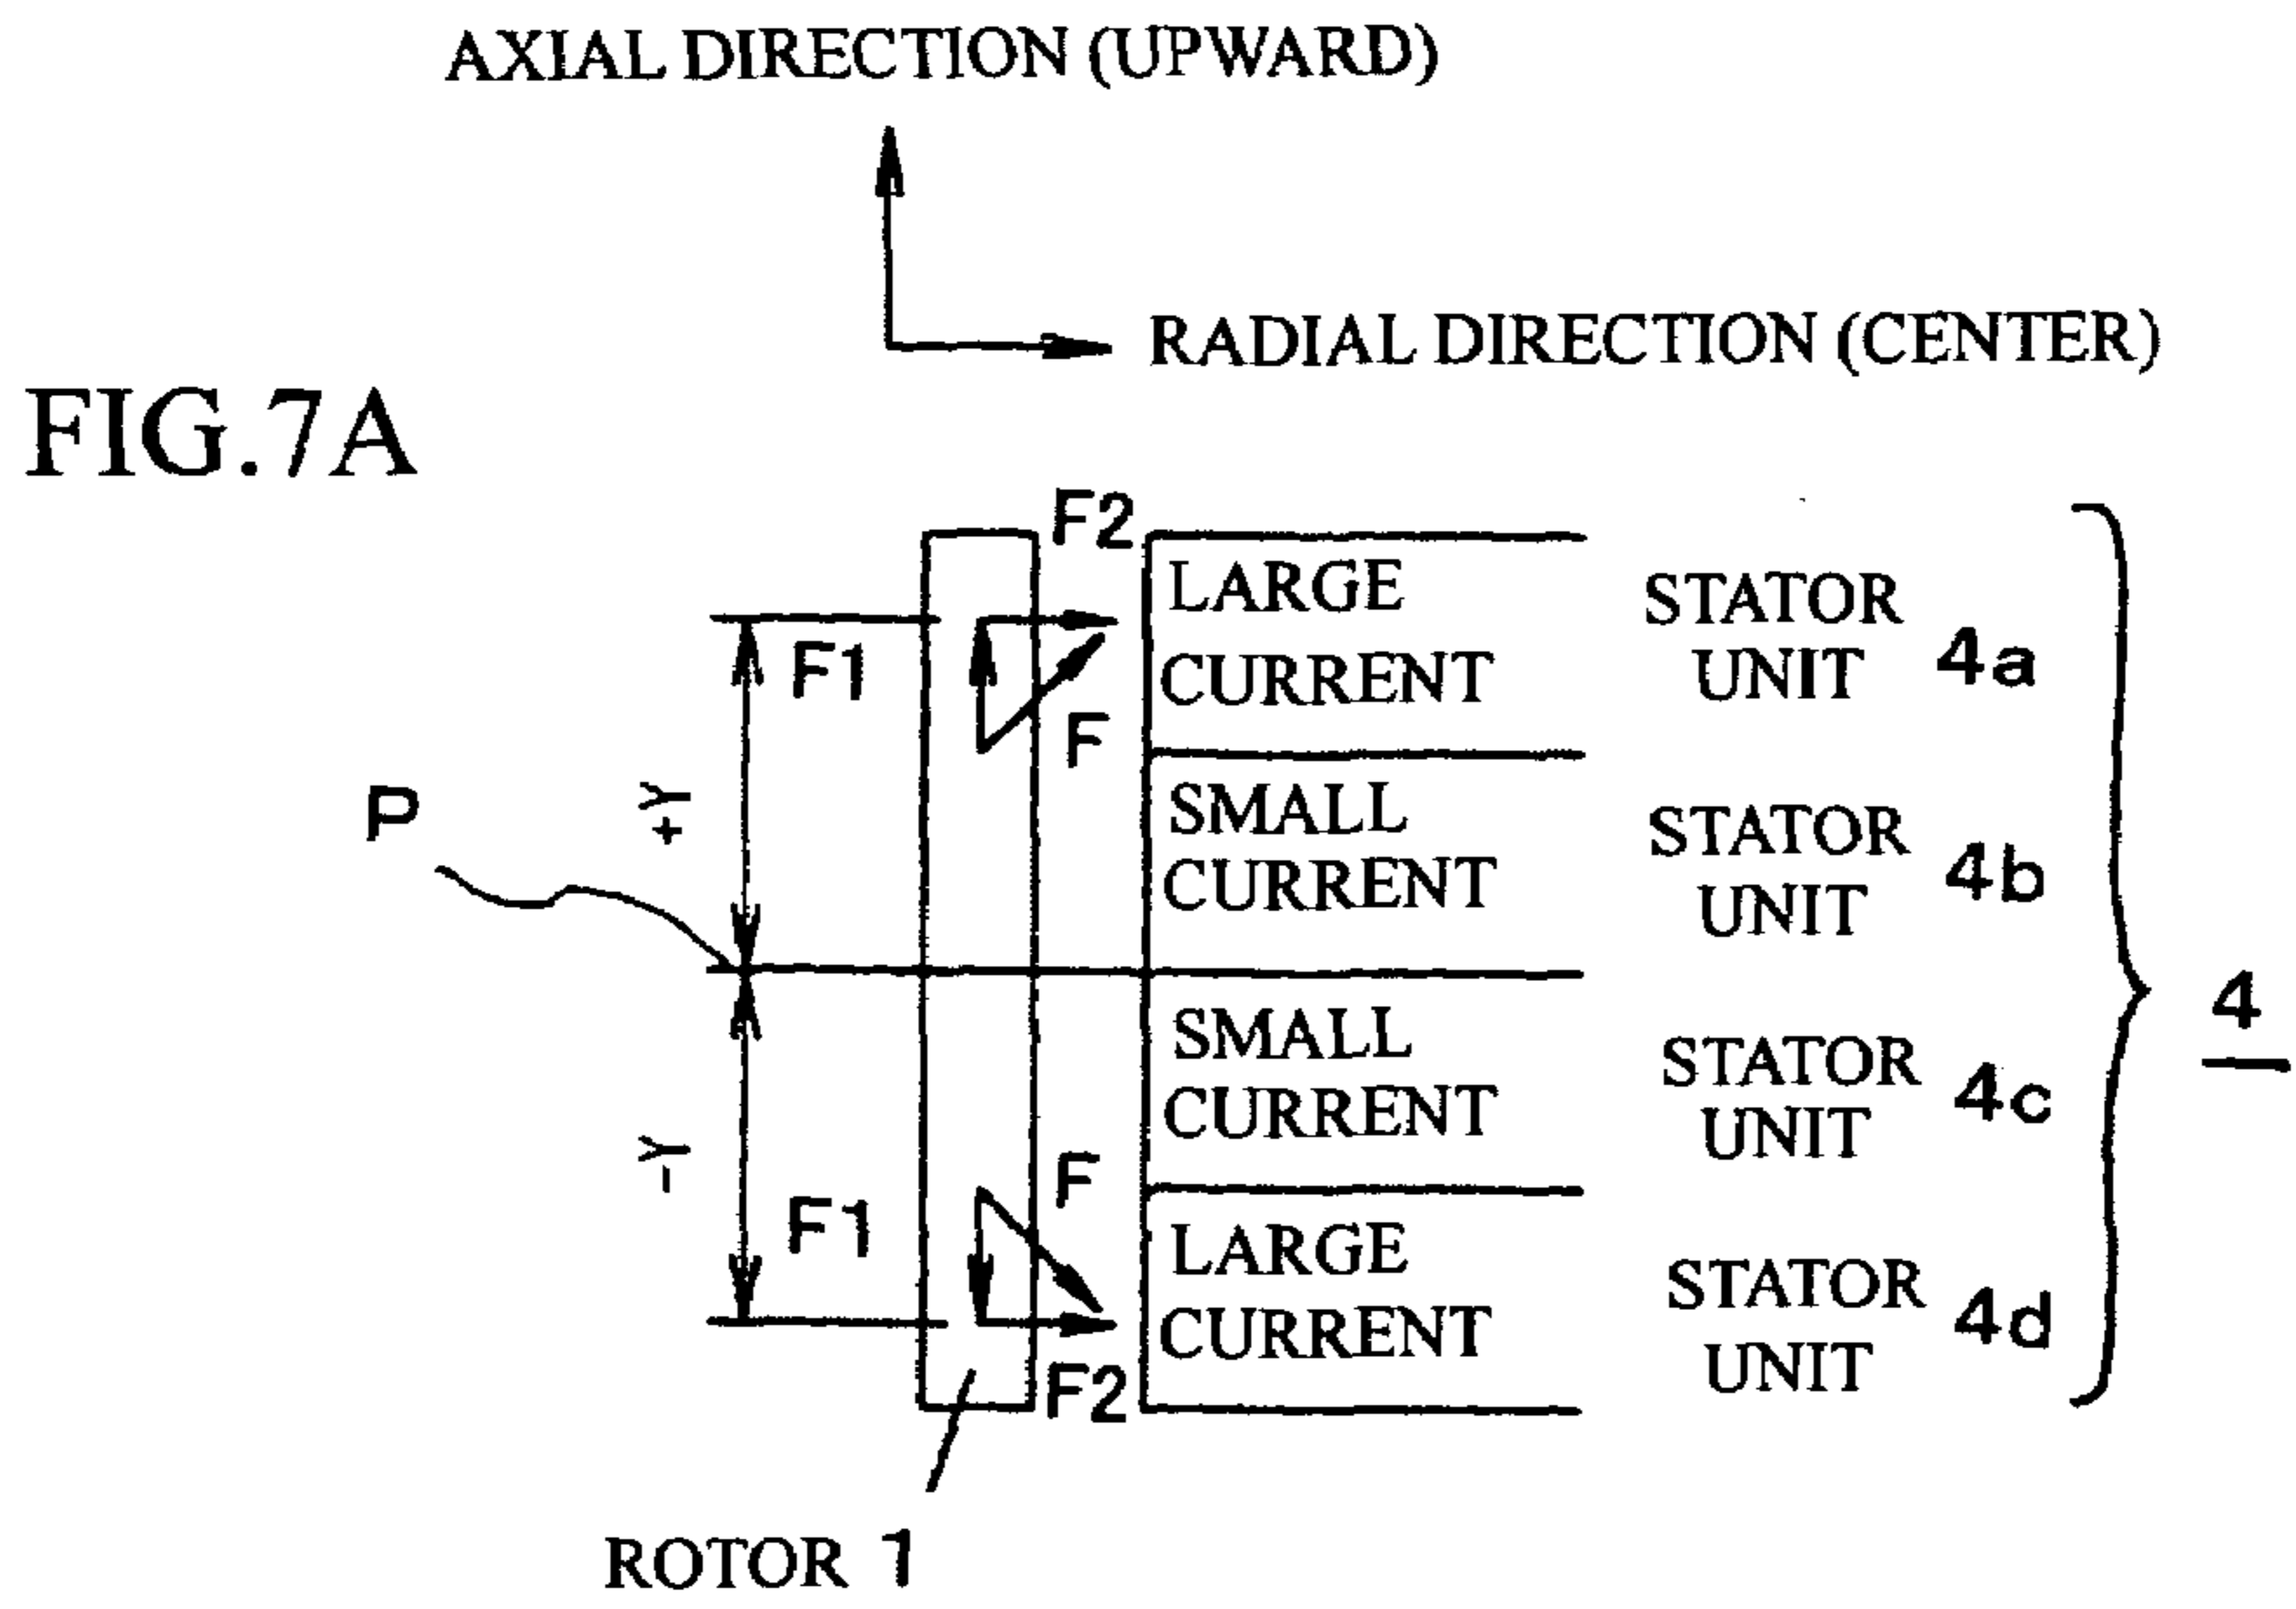 AXIAL DIRECTION (UPWARD)
RADIAL DIRECTION (CENTER)
FIG.7A
F2
LARGE
CURRENT
STATOR
UNIT 4a
F1
F
+Y
P
SMALL
CURRENT
STATOR
UNIT 4b
4
SMALL
CURRENT
STATOR
UNIT 4c
-Y
F
F1
LARGE
CURRENT
STATOR
UNIT 4d
F2
ROTOR 1